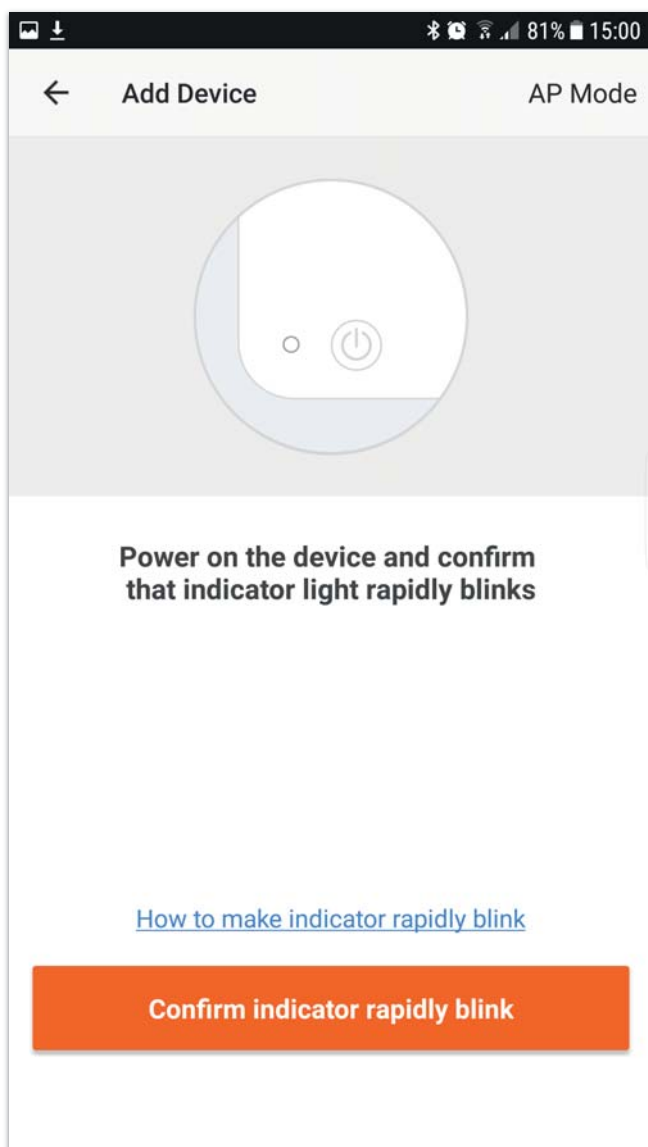 81% 15:00
Add Device AP Mode
Power on the device and confirm
that indicator light rapidly blinks
How to make indicator rapidly blink
Confirm indicator rapidly blink